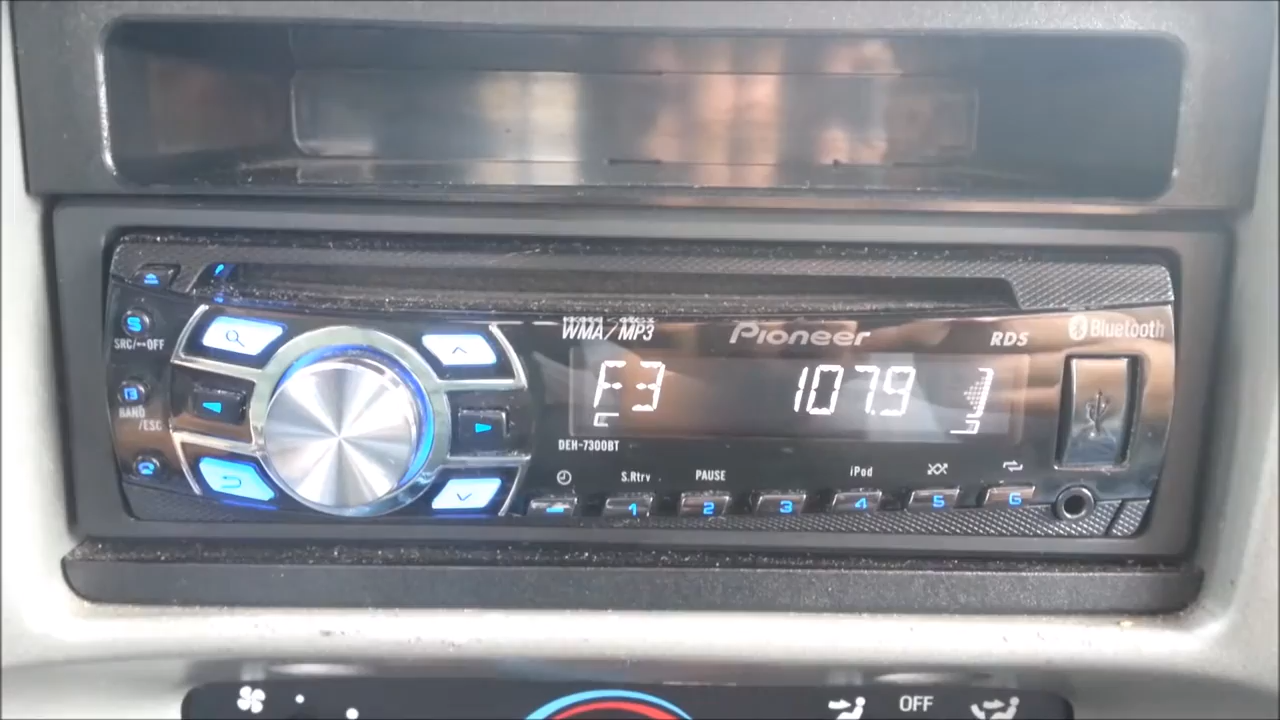 WMA/MP3
Pioneer
RDS
Bluetooth
S
SRC/OFF
F3 107.9
B
BAND
/ESC
DEH-7300BT
S.Rtrv
PAUSE
iPod
1 2 3 4 5 6
OFF